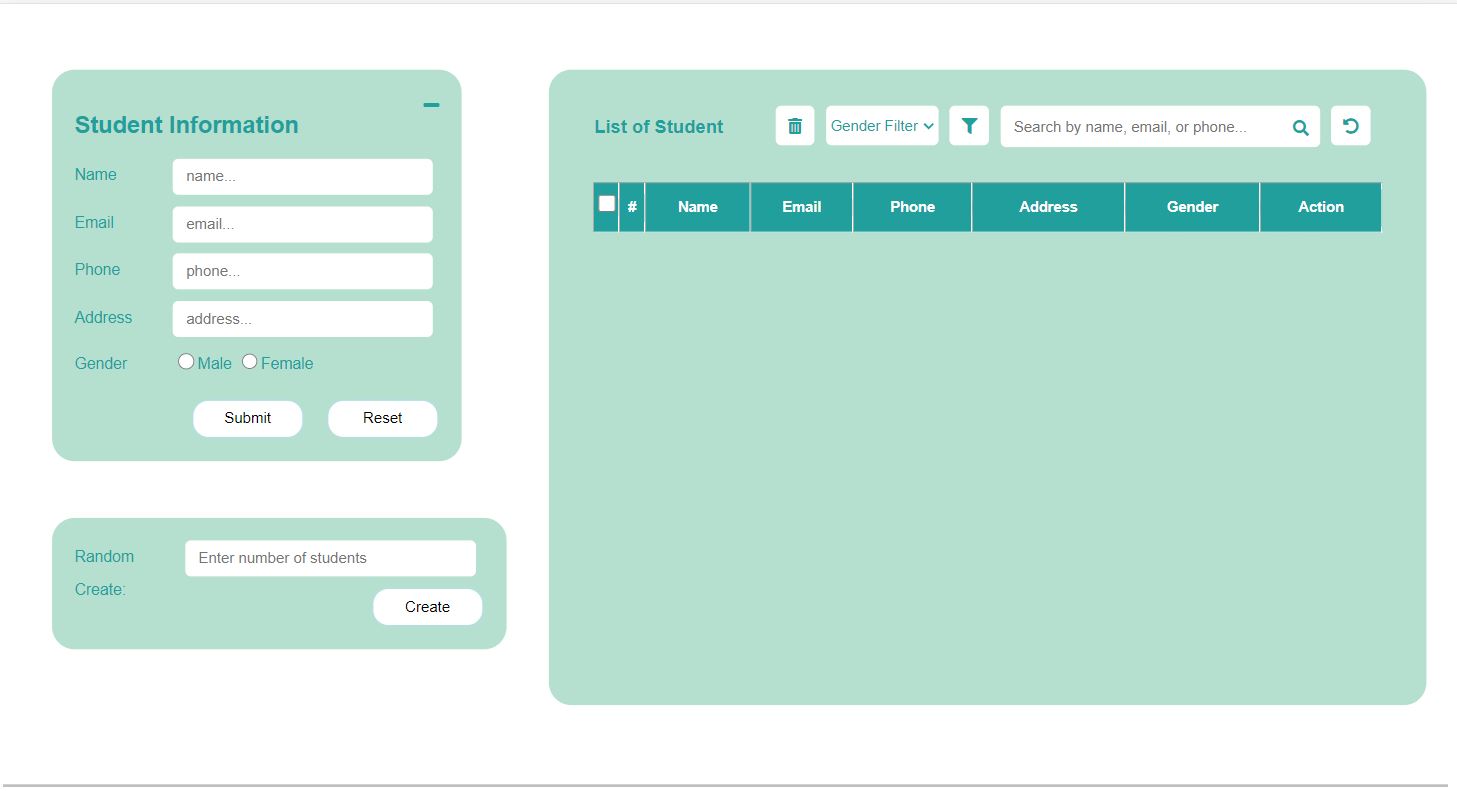 Student Information
Name name...
Email email...
Phone phone...
Address address...
Gender Male Female
Submit Reset
Random Enter number of students
Create:
Create
List of Student Gender Filter Search by name, email, or phone...
# Name Email Phone Address Gender Action